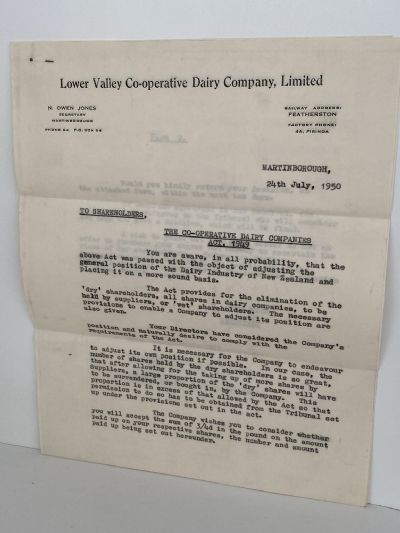 Lower Valley Co-operative Dairy Company, Limited
N. OWEN JONES
SECRETARY
MARTINBOROUGH
RAILWAY ADDRESS:
FEATHERSTON
FACTORY PHONE:
45, PIRINOA
MARTINBOROUGH,
24th July, 1950
TO SHAREHOLDERS,
THE CO-OPERATIVE DAIRY COMPANIES
ACT, 1949
You are aware, in all probability, that the
above Act was passed with the object of adjusting the
general position of the Dairy Industry of New Zealand and
placing it on a more sound basis.
The Act provides for the elimination of the
'dry' shareholders, all shares in dairy companies, to be
held by suppliers, or 'wet' shareholders. The necessary
provisions to enable a Company to adjust its position are
also given.
Your Directors have considered the Company's
position and naturally desire to comply with the
requirements of the Act.
It is necessary for the Company to endeavour
to adjust its own position if possible. In our case, the
number of shares held by the dry shareholders is so great,
that after allowing for the taking up of more shares by
Suppliers, a large proportion of the 'dry' shares will have
to be surrendered, or bought in, by the Company. This
proportion is in excess of that allowed by the Act so that
permission to do so has to be obtained from the Tribunal set
up under the provisions set out in the act.
The Company wishes you to consider whether
you will accept the sum of 3/4d in the pound on the amount
paid up on your respective shares, the number and amount
paid up being set out hereunder.